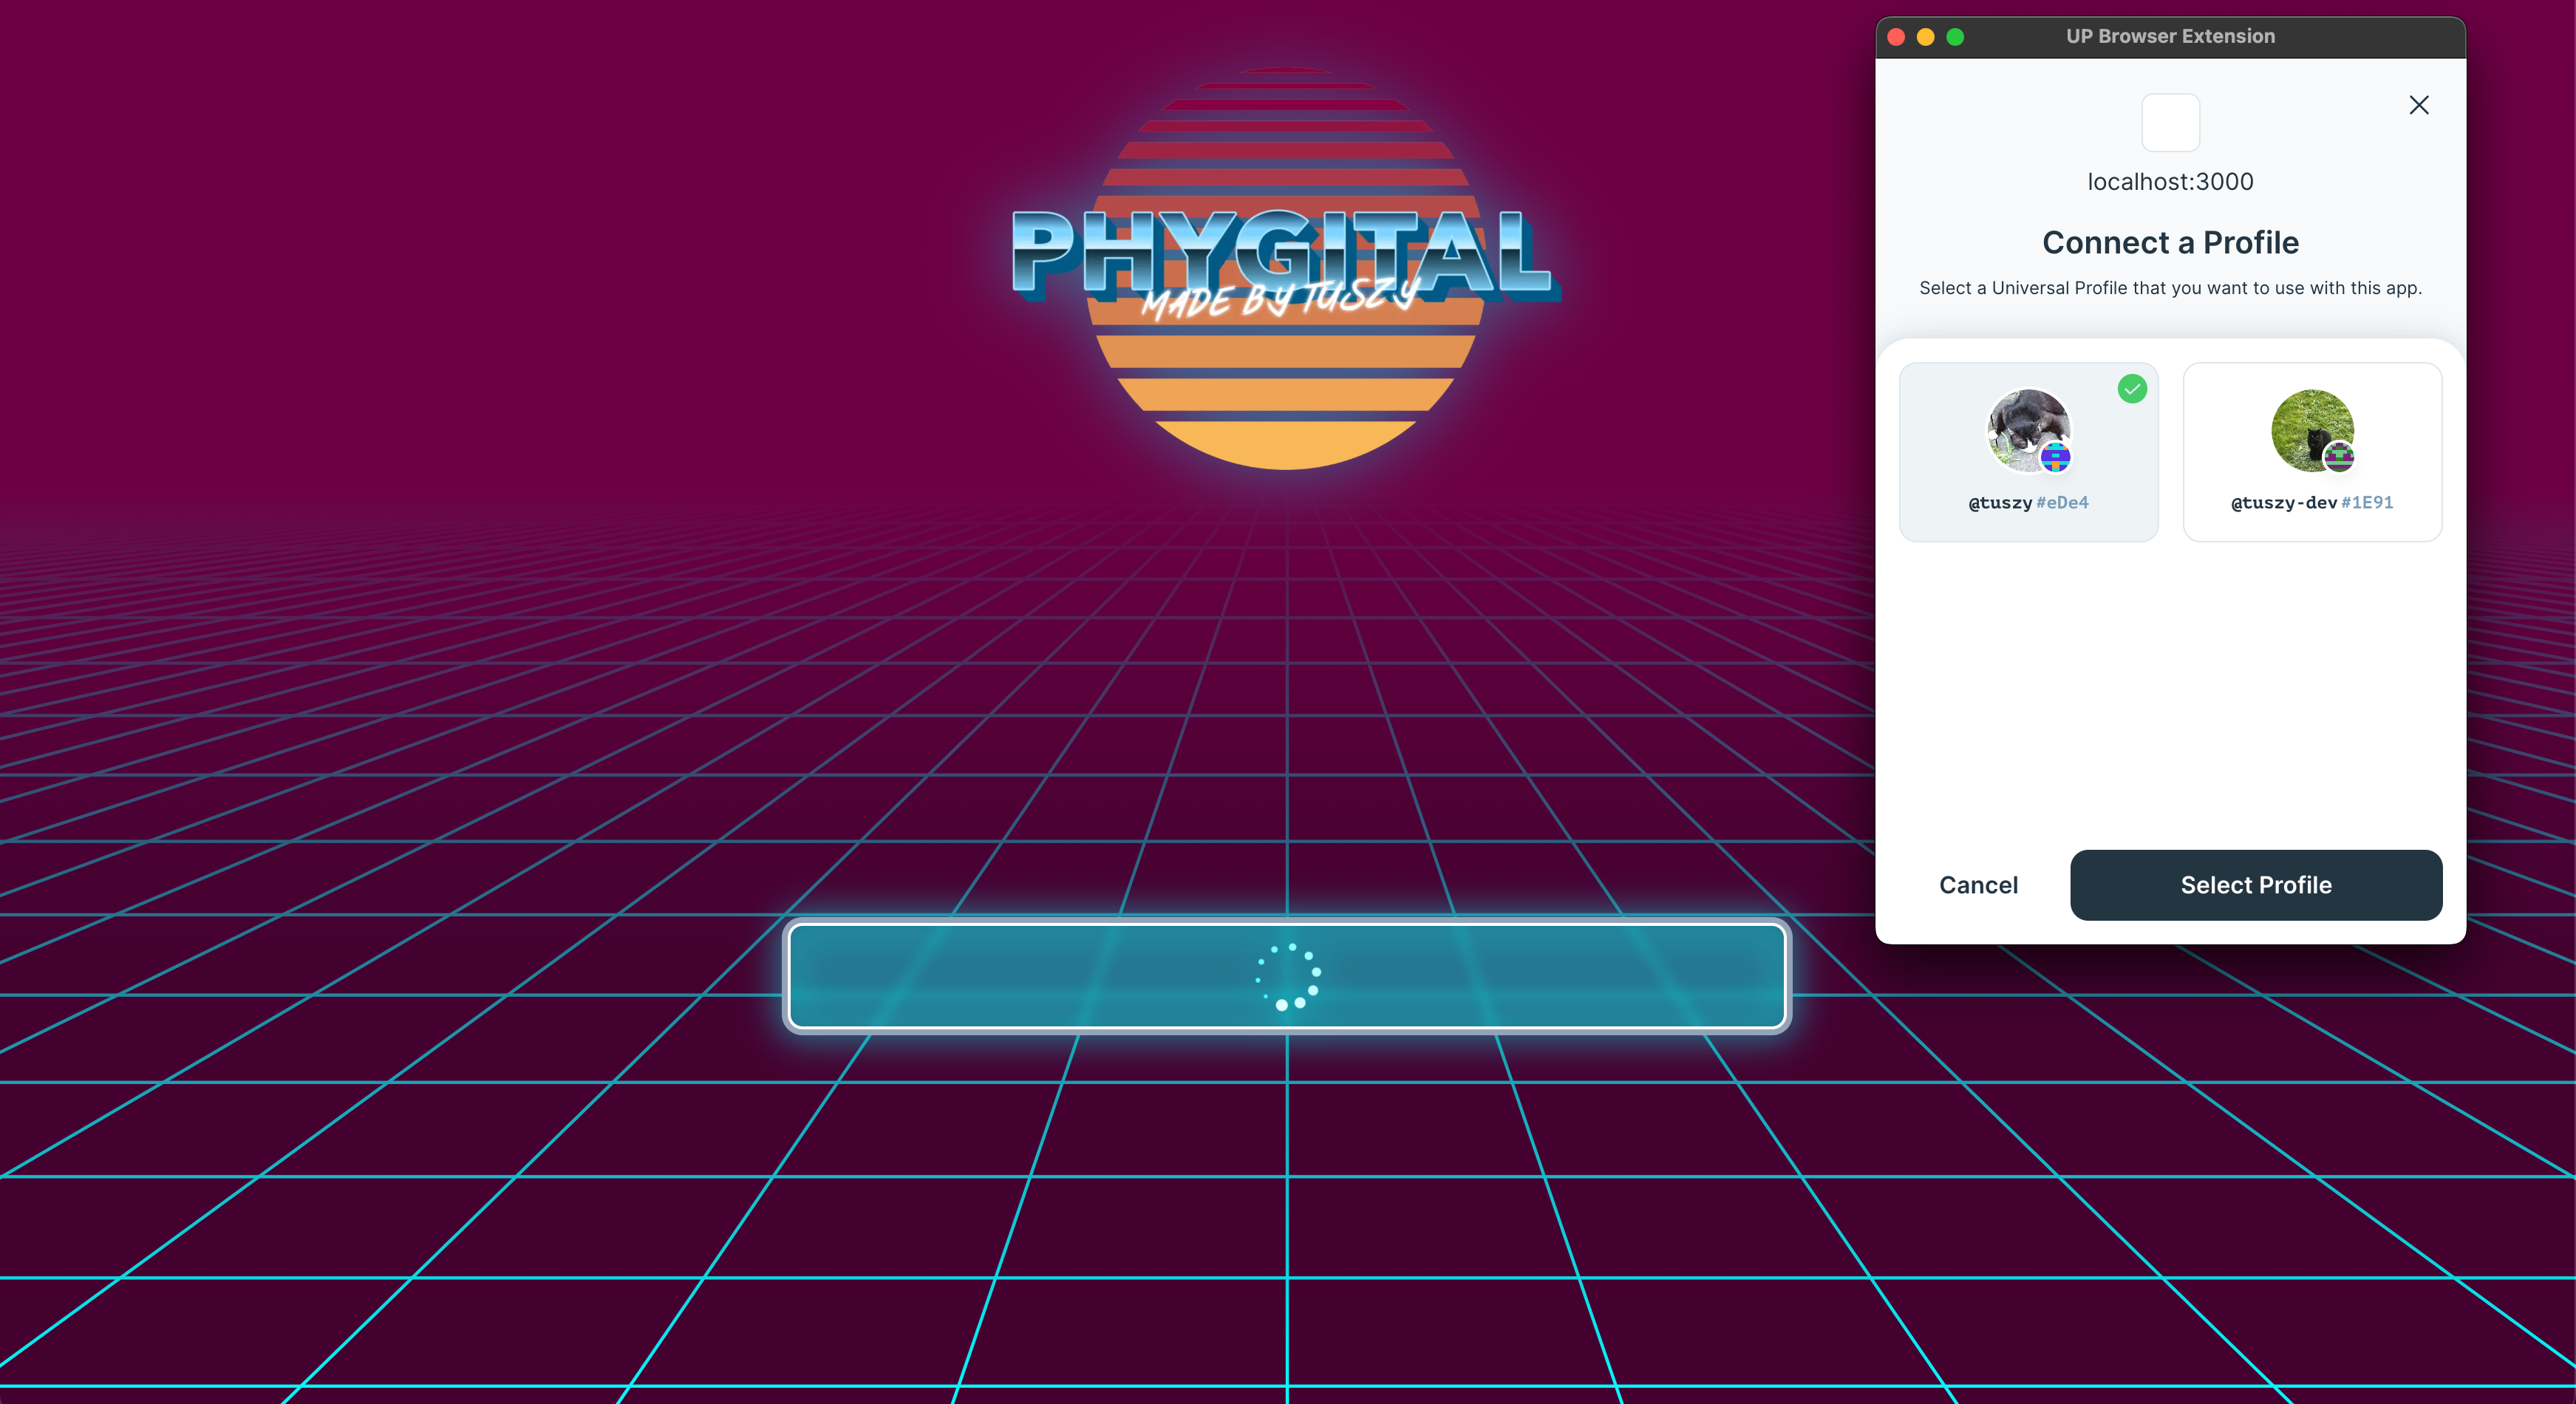 PHYGITAL
MADE BY TUSZY
UP Browser Extension
localhost:3000
Connect a Profile
Select a Universal Profile that you want to use with this app.
@tuszy#eDe4
@tuszy-dev#1E91
Cancel
Select Profile